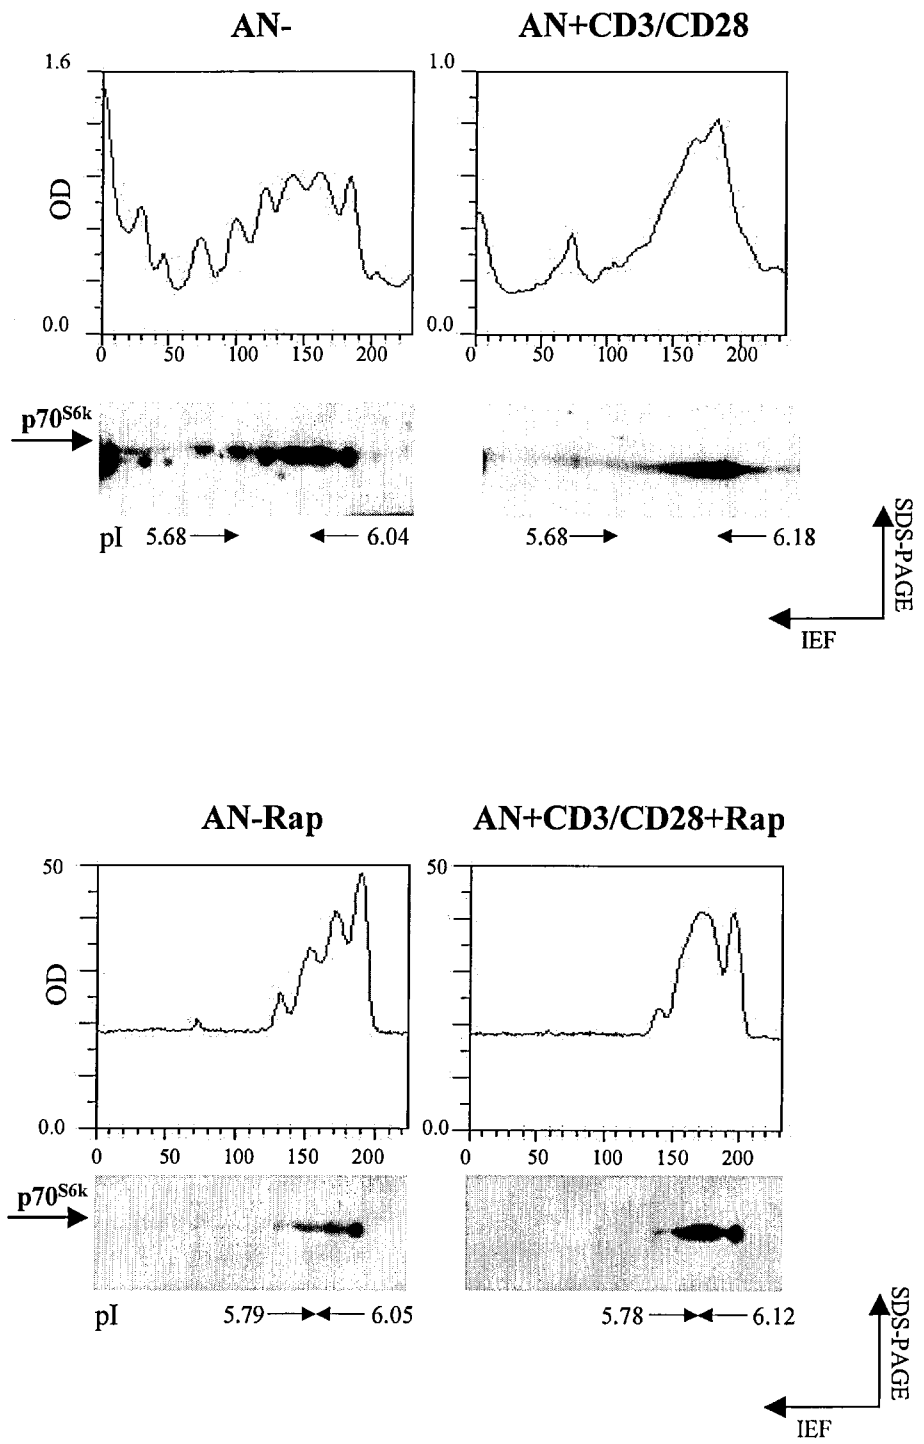 AN- AN+CD3/CD28
1.6 1.0
OD
0.0 0.0
0 50 100 150 200 0 50 100 150 200
p70S6k
pI 5.68 6.04 5.68 6.18
SDS-PAGE
IEF
AN-Rap AN+CD3/CD28+Rap
50 50
OD
0.0 0.0
0 50 100 150 200 0 50 100 150 200
p70S6k
pI 5.79 6.05 5.78 6.12
SDS-PAGE
IEF